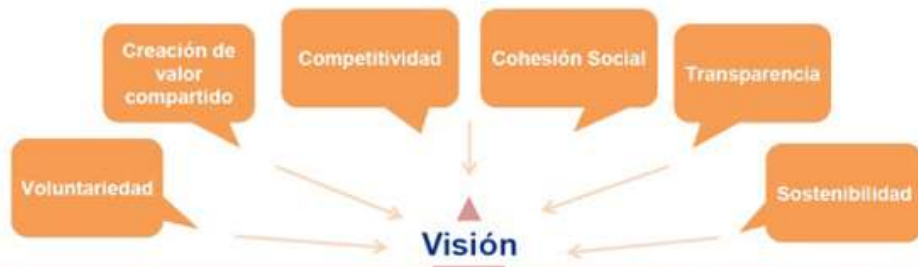 Creación de
valor
compartido
Competitividad
Cohesión Social
Transparencia
Voluntariedad
Sostenibilidad
Visión